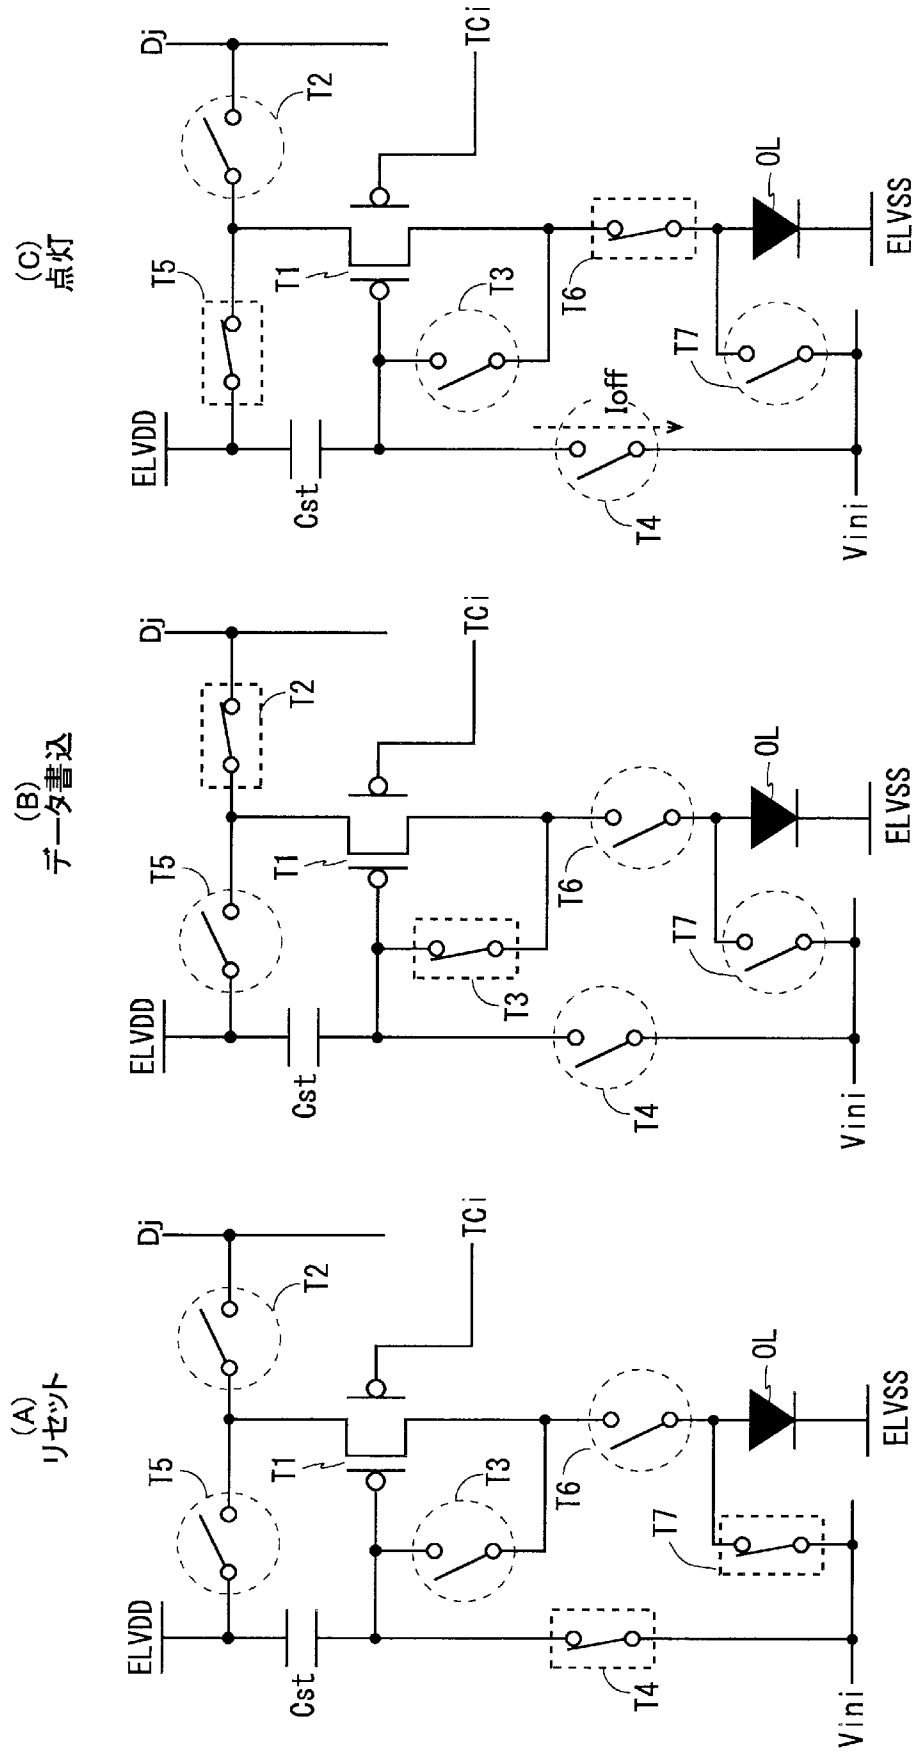 (A)
リセット
ELVDD
T5
T2
Dj
Cst
T1
TCi
T3
T4
T6
T7
OL
Vini
ELVSS
(B)
データ書込
ELVDD
T5
T2
Dj
Cst
T1
TCi
T3
T4
T6
T7
OL
Vini
ELVSS
(C)
点灯
ELVDD
T5
T2
Dj
Cst
T1
TCi
T3
Ioff
T4
T6
T7
OL
Vini
ELVSS